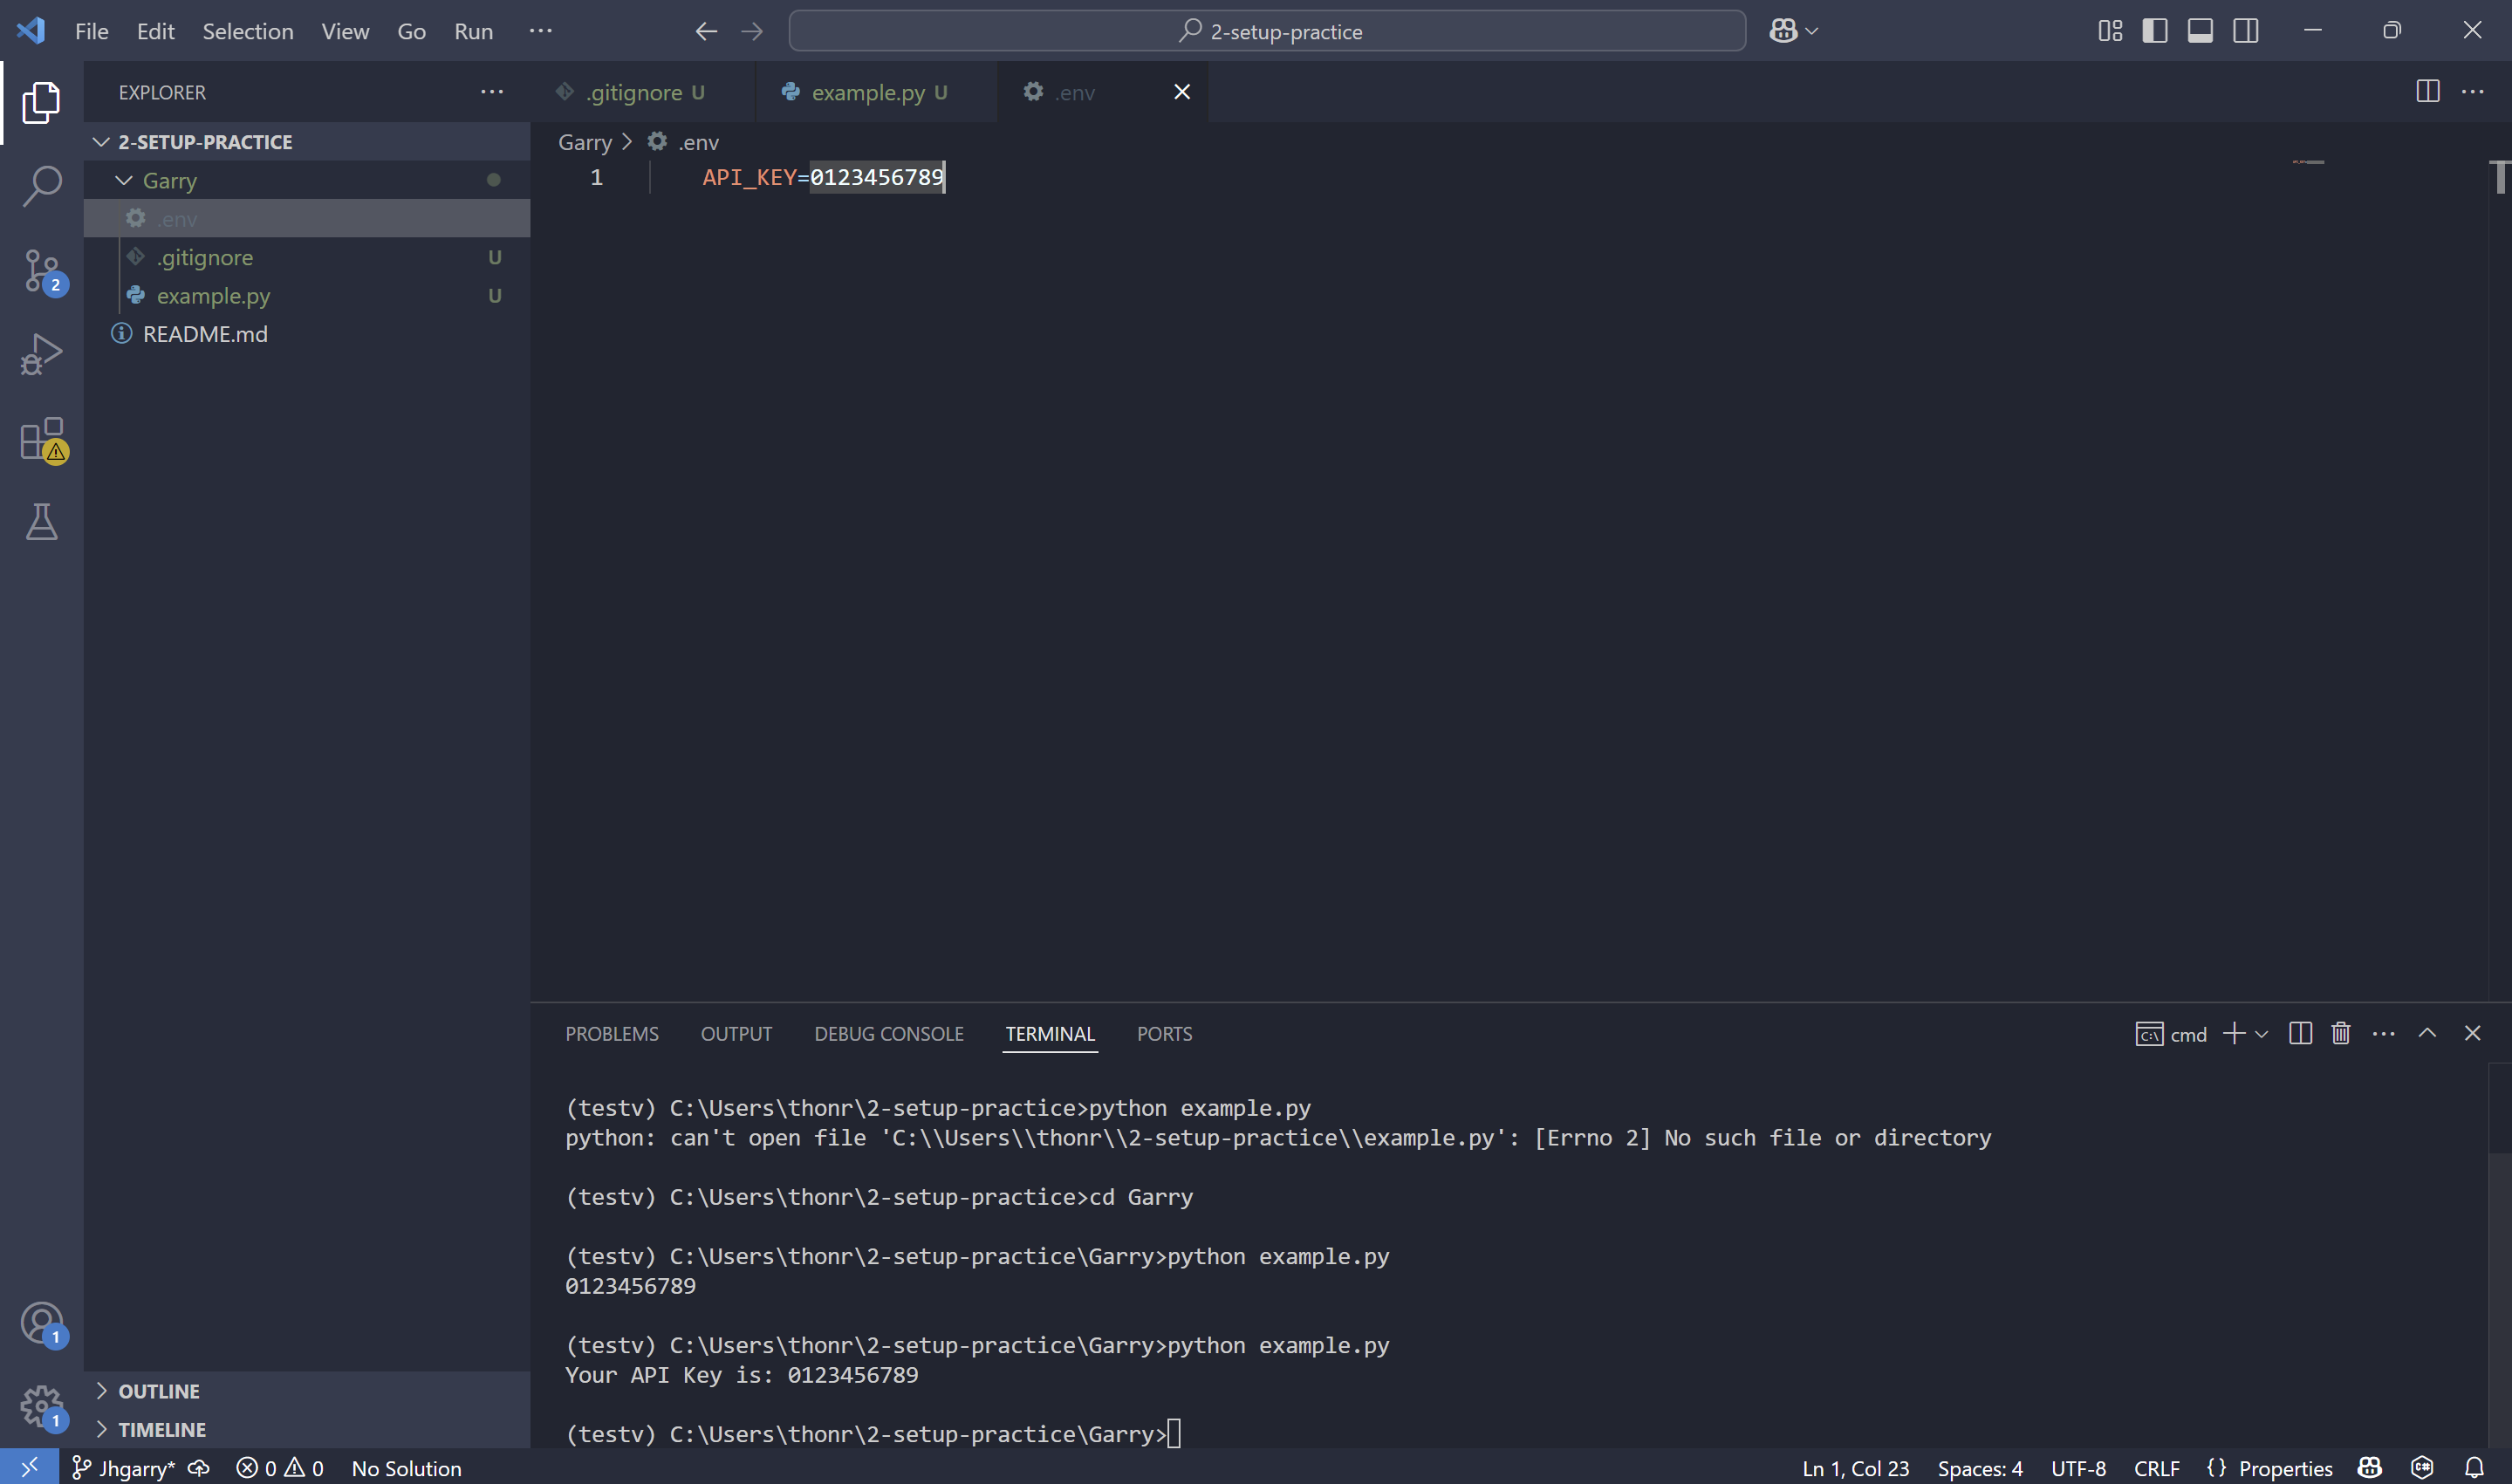 File Edit Selection View Go Run ··· 2-setup-practice
EXPLORER ···
.gitignore U example.py U .env
2-SETUP-PRACTICE
Garry > .env
Garry
1 API_KEY=0123456789
.env
.gitignore U
example.py U
README.md
2
1
1
OUTLINE
TIMELINE
PROBLEMS OUTPUT DEBUG CONSOLE TERMINAL PORTS cmd
(testv) C:\Users\thonr\2-setup-practice>python example.py
python: can't open file 'C:\\Users\\thonr\\2-setup-practice\\example.py': [Errno 2] No such file or directory
(testv) C:\Users\thonr\2-setup-practice>cd Garry
(testv) C:\Users\thonr\2-setup-practice\Garry>python example.py
0123456789
(testv) C:\Users\thonr\2-setup-practice\Garry>python example.py
Your API Key is: 0123456789
(testv) C:\Users\thonr\2-setup-practice\Garry>
Jhgarry* 0 0 No Solution Ln 1, Col 23 Spaces: 4 UTF-8 CRLF {} Properties